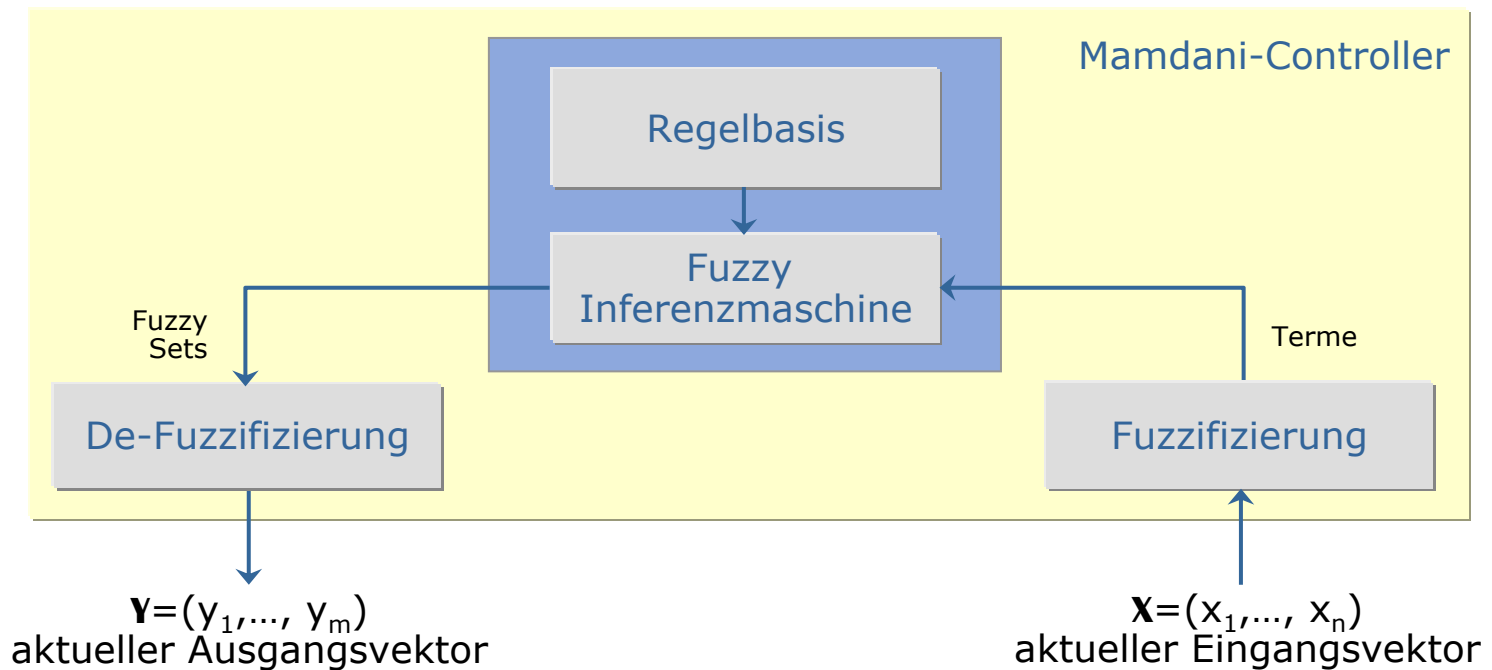 Mamdani-Controller
Regelbasis
Fuzzy
Inferenzmaschine
Fuzzy
Sets
Terme
De-Fuzzifizierung
Fuzzifizierung
Y=(y₁,…, yₘ)
aktueller Ausgangsvektor
X=(x₁,…, xₙ)
aktueller Eingangsvektor